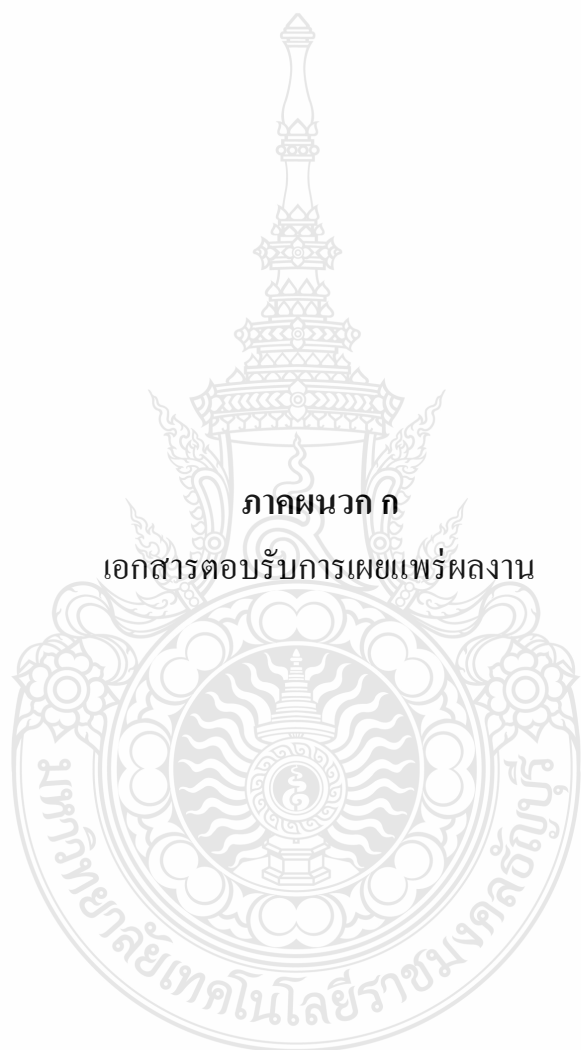 ภาคผนวก ก
เอกสารตอบรับการเผยแพร่ผลงาน
มหาวิทยาลัยเทคโนโลยีราชมงคลธัญบุรี